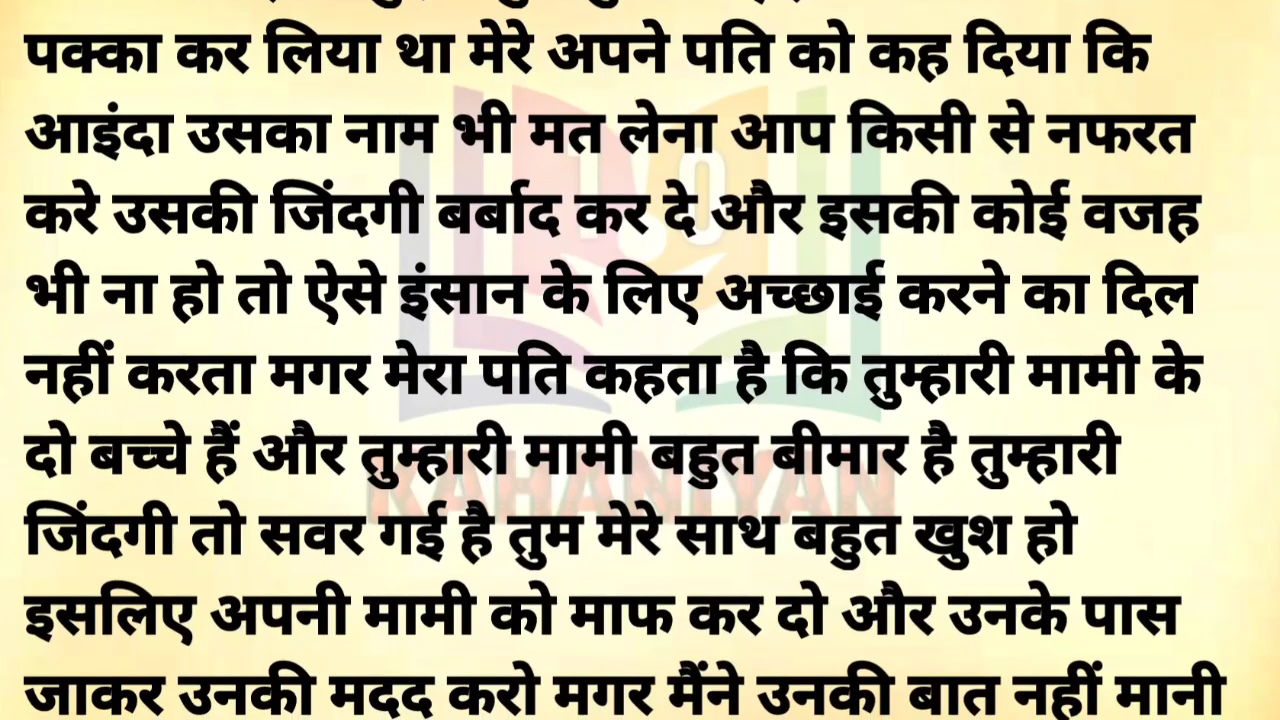 पक्का कर लिया था मेरे अपने पति को कह दिया कि
आइंदा उसका नाम भी मत लेना आप किसी से नफरत
करे उसकी जिंदगी बर्बाद कर दे और इसकी कोई वजह
भी ना हो तो ऐसे इंसान के लिए अच्छाई करने का दिल
नहीं करता मगर मेरा पति कहता है कि तुम्हारी मामी के
दो बच्चे हैं और तुम्हारी मामी बहुत बीमार है तुम्हारी
KAHANIYAN
जिंदगी तो सवर गई है तुम मेरे साथ बहुत खुश हो
इसलिए अपनी मामी को माफ कर दो और उनके पास
जाकर उनकी मदद करो मगर मैंने उनकी बात नहीं मानी